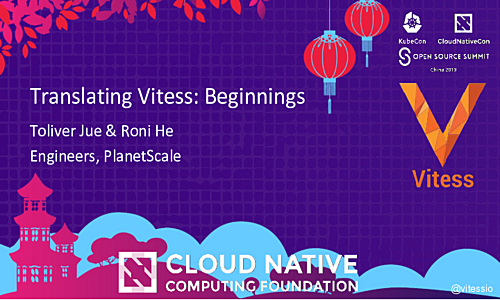 KubeCon
CloudNativeCon
OPEN SOURCE SUMMIT
China 2019
Translating Vitess: Beginnings
Toliver Jue & Roni He
Engineers, PlanetScale
Vitess
CLOUD NATIVE
COMPUTING FOUNDATION
@vitessio